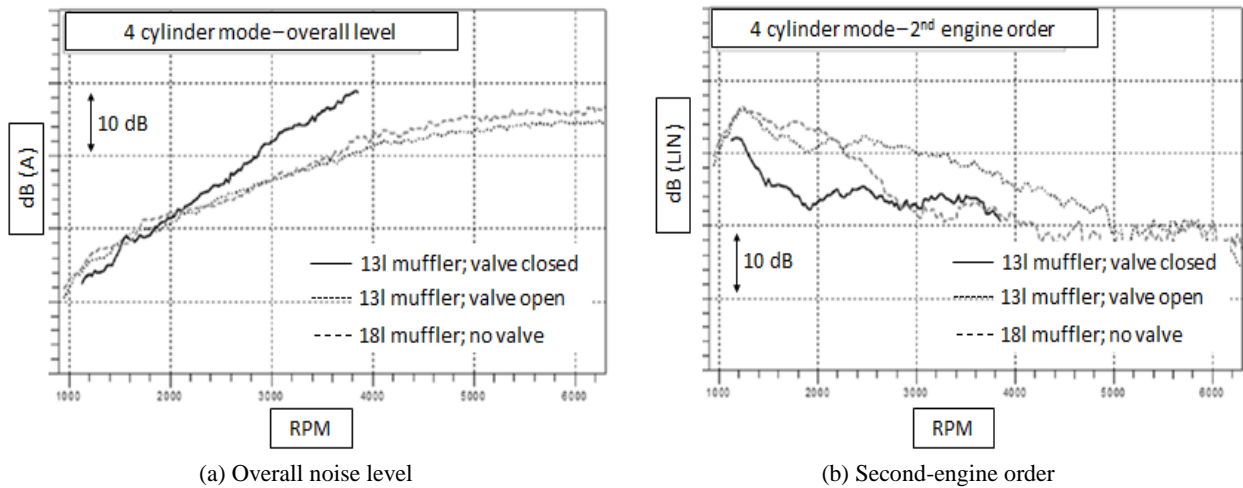 4 cylinder mode–overall level
10 dB
dB (A)
13l muffler; valve closed
13l muffler; valve open
18l muffler; no valve
1000 2000 3000 4000 5000 6000
RPM
(a) Overall noise level
4 cylinder mode–2nd engine order
dB (LIN)
10 dB
13l muffler; valve closed
13l muffler; valve open
18l muffler; no valve
1000 2000 3000 4000 5000 6000
RPM
(b) Second-engine order